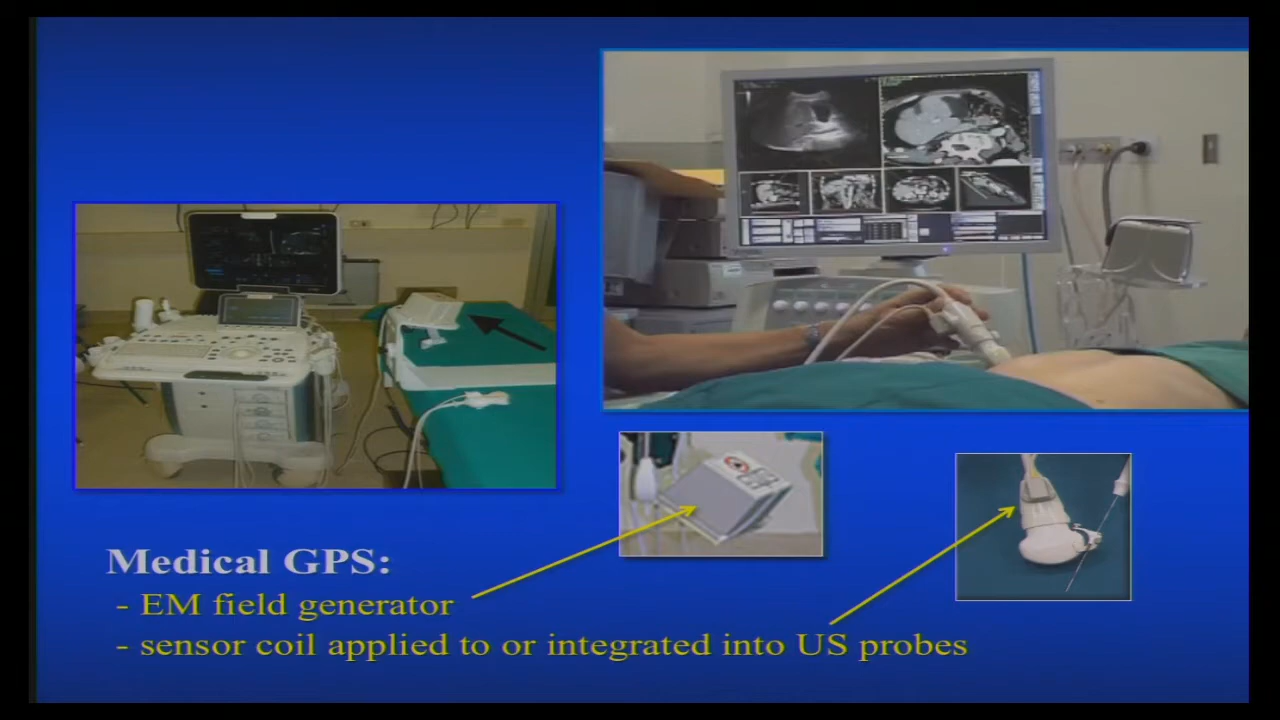 Medical GPS:
- EM field generator
- sensor coil applied to or integrated into US probes